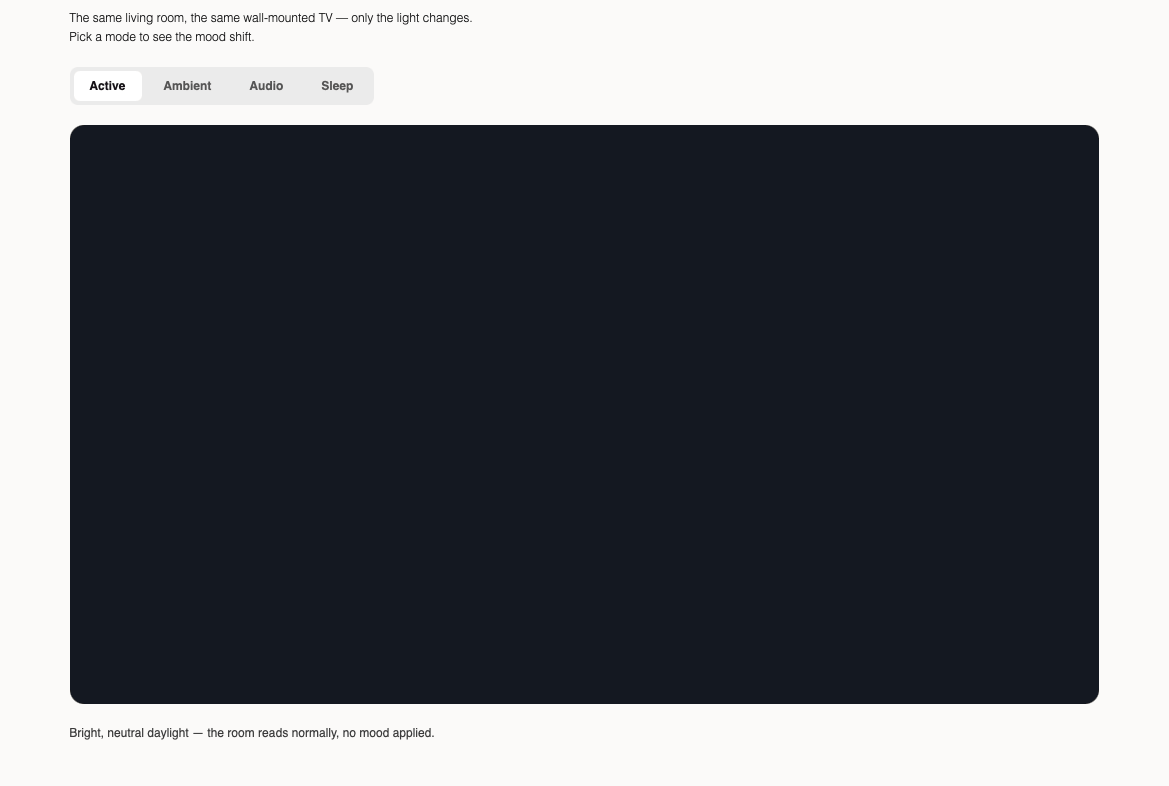 The same living room, the same wall-mounted TV — only the light changes.
Pick a mode to see the mood shift.
Active
Ambient
Audio
Sleep
Bright, neutral daylight — the room reads normally, no mood applied.